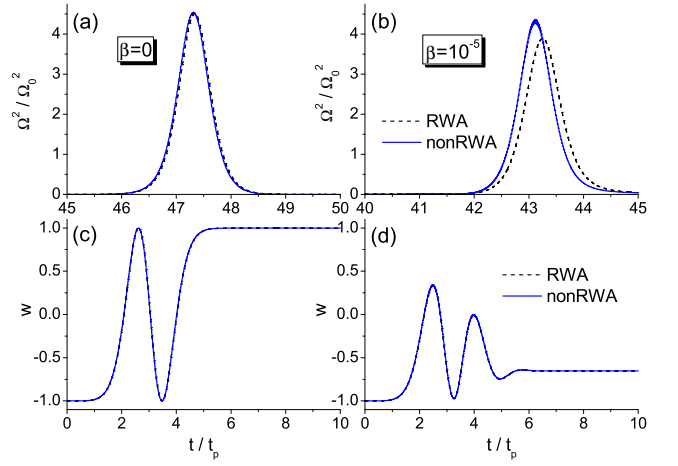 (a)
β=0
Ω² / Ω₀²
4
3
2
1
0
45 46 47 48 49 50
(b)
β=10⁻⁵
Ω² / Ω₀²
RWA
nonRWA
4
3
2
1
0
40 41 42 43 44 45
(c)
w
1.0
0.5
0.0
-0.5
-1.0
0 2 4 6 8 10
t / tₚ
(d)
w
RWA
nonRWA
1.0
0.5
0.0
-0.5
-1.0
0 2 4 6 8 10
t / tₚ